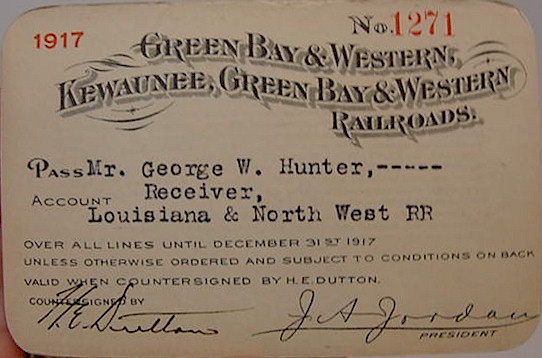 1917 No. 1271
GREEN BAY & WESTERN,
KEWAUNEE, GREEN BAY & WESTERN
RAILROADS.
PASS Mr. George W. Hunter,-----
ACCOUNT Receiver,
Louisiana & North West RR
OVER ALL LINES UNTIL DECEMBER 31ST 1917
UNLESS OTHERWISE ORDERED AND SUBJECT TO CONDITIONS ON BACK
VALID WHEN COUNTERSIGNED BY H.E. DUTTON.
COUNTERSIGNED BY
H.E. Dutton J A Jordan
PRESIDENT